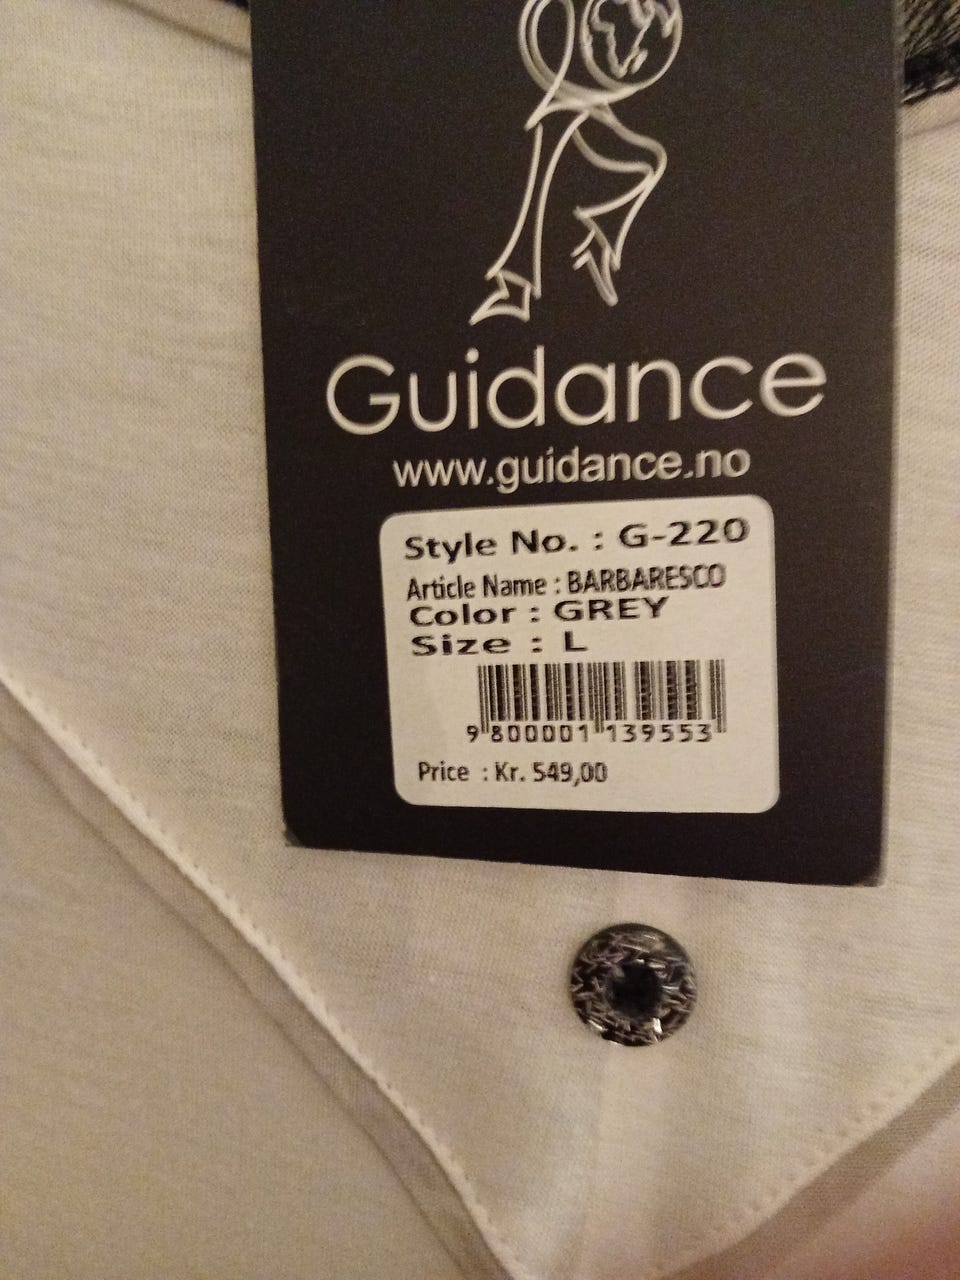 Guidance
www.guidance.no
Style No. : G-220
Article Name : BARBARESCO
Color : GREY
Size : L
9 800001 139553
Price : Kr. 549,00